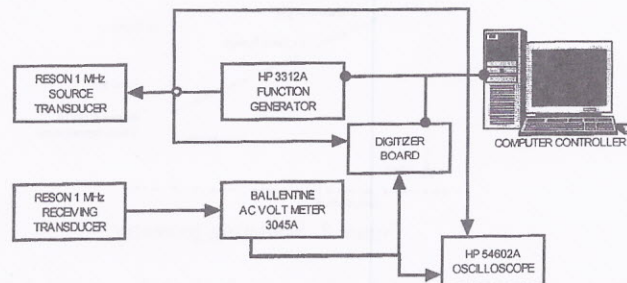 RESON 1 MHz
SOURCE
TRANSDUCER
HP 3312A
FUNCTION
GENERATOR
COMPUTER CONTROLLER
DIGITIZER
BOARD
RESON 1 MHz
RECEIVING
TRANSDUCER
BALLENTINE
AC VOLT METER
3045A
HP 54602A
OSCILLOSCOPE